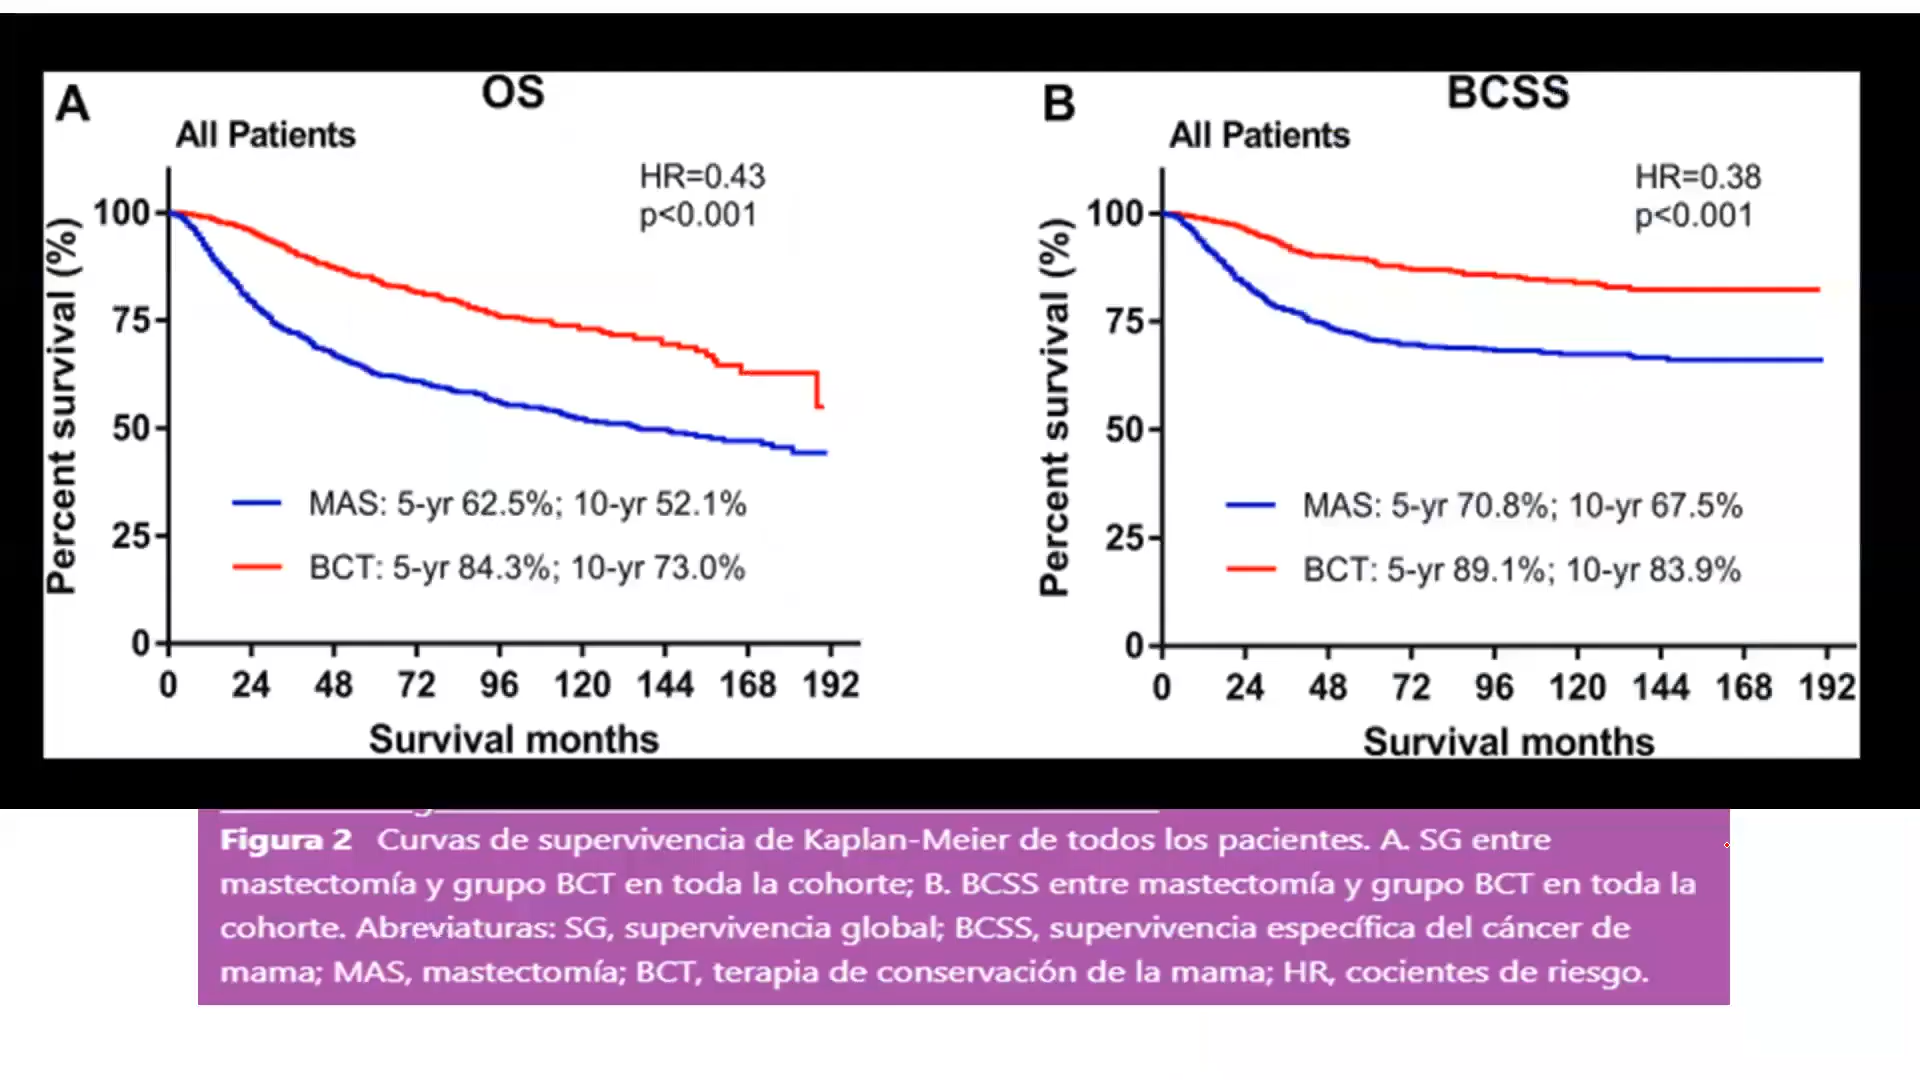 A
OS
All Patients
HR=0.43
p<0.001
Percent survival (%)
100
75
50
25
0
MAS: 5-yr 62.5%; 10-yr 52.1%
BCT: 5-yr 84.3%; 10-yr 73.0%
0 24 48 72 96 120 144 168 192
Survival months
B
BCSS
All Patients
HR=0.38
p<0.001
Percent survival (%)
100
75
50
25
0
MAS: 5-yr 70.8%; 10-yr 67.5%
BCT: 5-yr 89.1%; 10-yr 83.9%
0 24 48 72 96 120 144 168 192
Survival months
Figura 2 Curvas de supervivencia de Kaplan-Meier de todos los pacientes. A. SG entre
mastectomía y grupo BCT en toda la cohorte; B. BCSS entre mastectomía y grupo BCT en toda la
cohorte. Abreviaturas: SG, supervivencia global; BCSS, supervivencia específica del cáncer de
mama; MAS, mastectomía; BCT, terapia de conservación de la mama; HR, cocientes de riesgo.